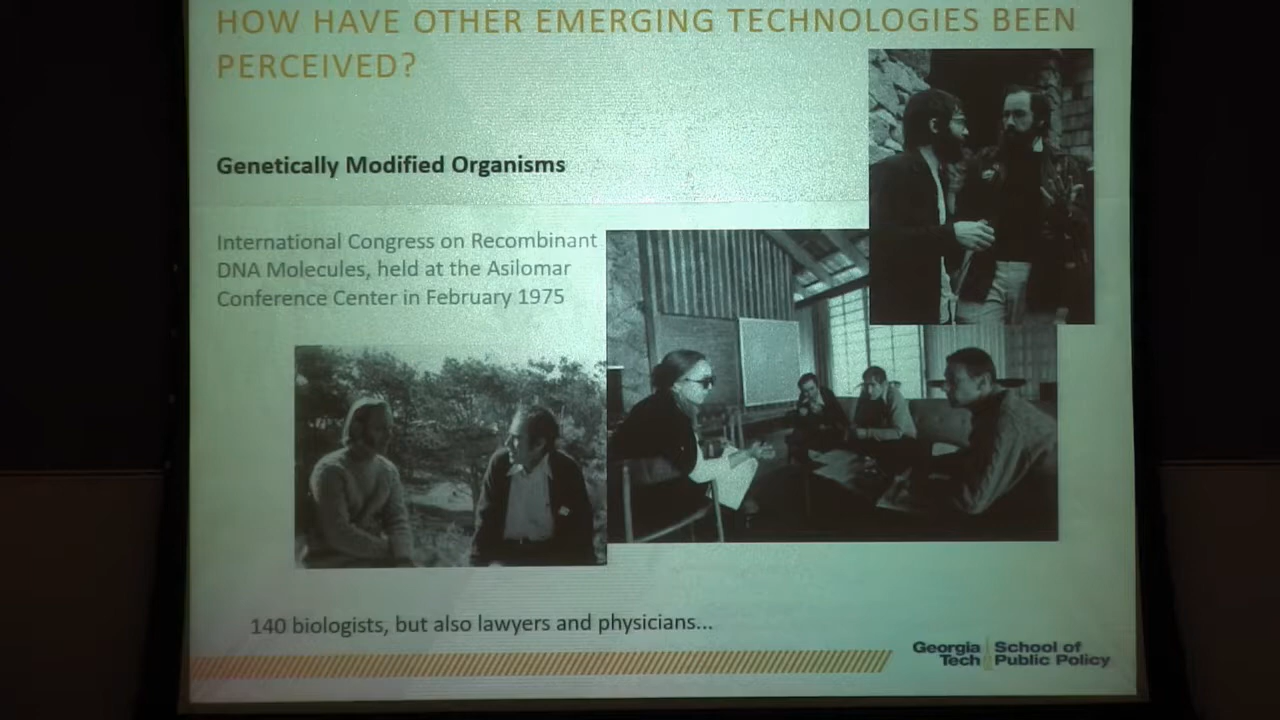 HOW HAVE OTHER EMERGING TECHNOLOGIES BEEN
PERCEIVED?
Genetically Modified Organisms
International Congress on Recombinant
DNA Molecules, held at the Asilomar
Conference Center in February 1975
140 biologists, but also lawyers and physicians...
Georgia Tech
School of Public Policy